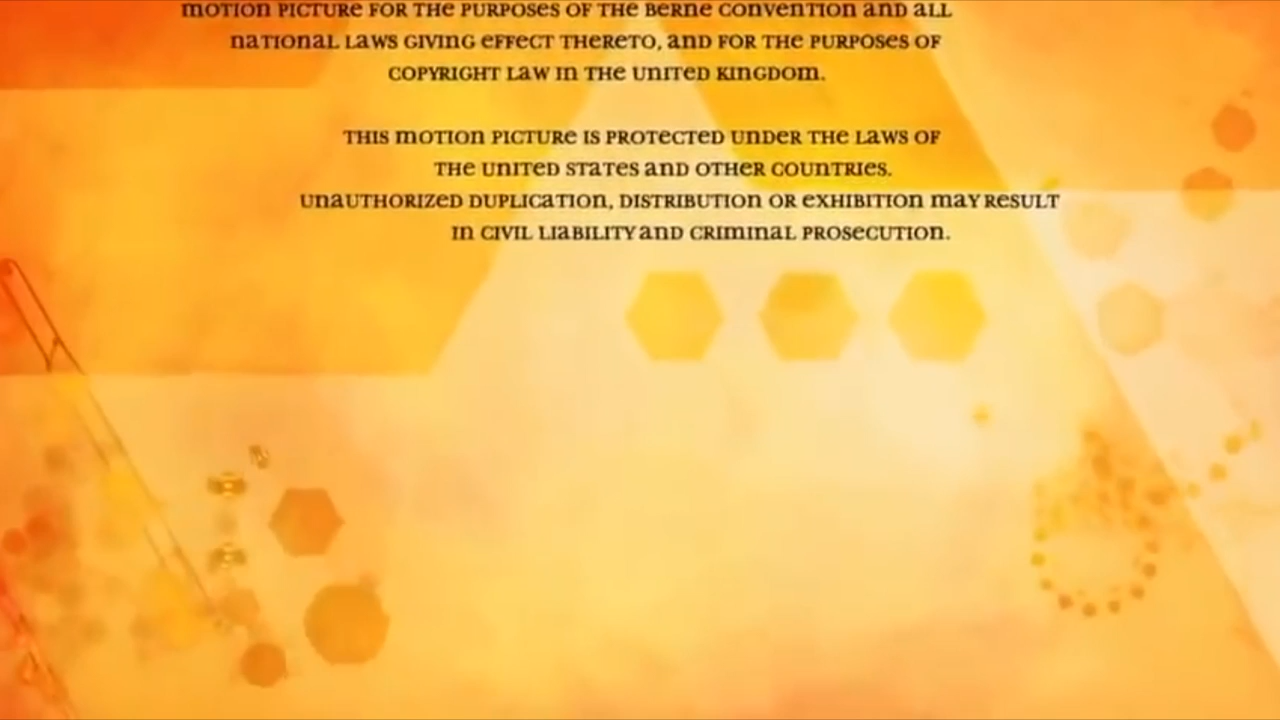 MOTION PICTURE FOR THE PURPOSES OF THE BERNE CONVENTION AND ALL
NATIONAL LAWS GIVING EFFECT THERETO, AND FOR THE PURPOSES OF
COPYRIGHT LAW IN THE UNITED KINGDOM.
THIS MOTION PICTURE IS PROTECTED UNDER THE LAWS OF
THE UNITED STATES AND OTHER COUNTRIES.
UNAUTHORIZED DUPLICATION, DISTRIBUTION OR EXHIBITION MAY RESULT
IN CIVIL LIABILITY AND CRIMINAL PROSECUTION.